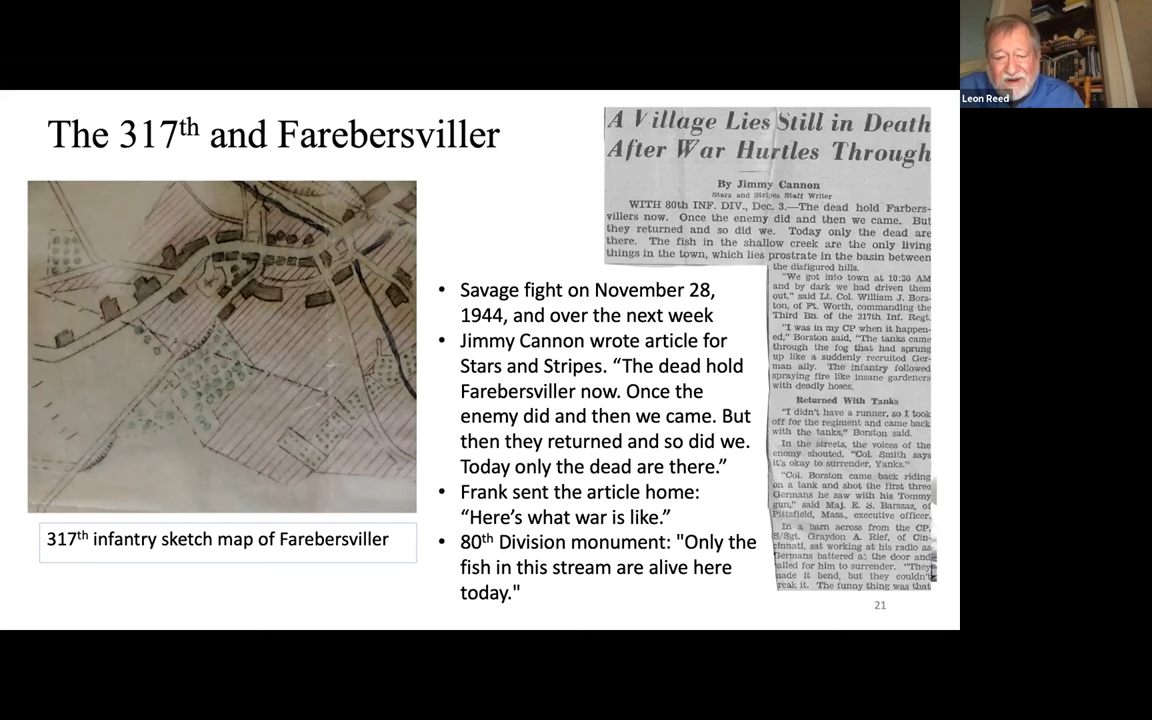 The 317th and Farebersviller
317th infantry sketch map of Farebersviller
• Savage fight on November 28,
1944, and over the next week
• Jimmy Cannon wrote article for
Stars and Stripes. “The dead hold
Farebersviller now. Once the
enemy did and then we came. But
then they returned and so did we.
Today only the dead are there.”
• Frank sent the article home:
“Here’s what war is like.”
• 80th Division monument: "Only the
fish in this stream are alive here
today."
A Village Lies Still in Death
After War Hurtles Through
By Jimmy Cannon
Stars and Stripes Staff Writer
WITH 80th INF. DIV., Dec. 3.—The dead hold Farbers-
villers now. Once the enemy did and then we came. But
they returned and so did we. Today only the dead are
there. The fish in the shallow creek are the only living
things in the town, which lies prostrate in the basin between
the disfigured hills.
"We got into town at 10:30 AM
and by dark we had driven them
out," said Lt. Col. William J. Bors-
ton, of Ft. Worth, commanding the
Third Bn. of the 317th Inf. Regt.
"I was in my CP when it happen-
ed," Borston said, "The tanks came
through the fog that had sprung
up like a suddenly recruited Ger-
man ally. The infantry followed
spraying fire like insane gardeners
with deadly hoses.
Returned With Tanks
"I didn't have a runner, so I took
off for the regiment and came back
with the tanks," Borston said.
In the streets, the voices of the
enemy shouted, "Col. Smith says
it's okay to surrender, Yanks."
"Col. Borston came back riding
on a tank and shot the first three
Germans he saw with his Tommy
gun," said Maj. E. S. Barszaz, of
Pittsfield, Mass., executive officer.
In a barn across from the CP,
S/Sgt. Graydon A. Rief, of Cin-
cinnati, sat working at his radio as
Germans battered at the door and
alled for him to surrender. "They
made it bend, but they couldn't
reak it. The funny thing was that
21
Leon Reed